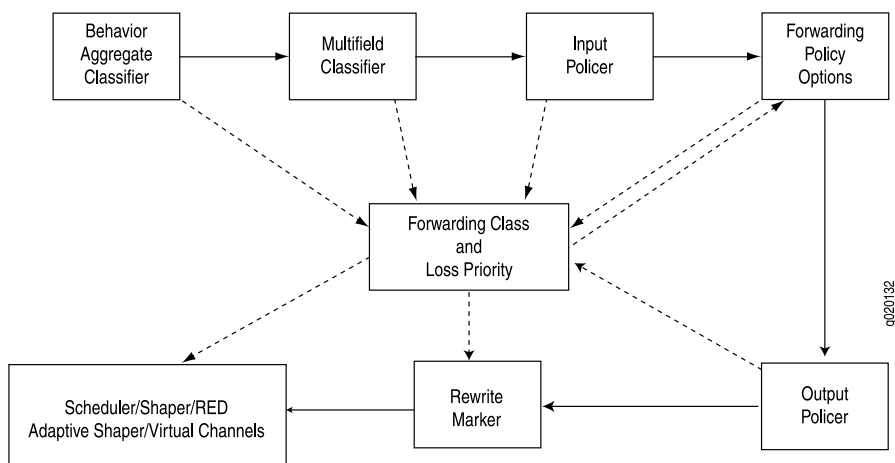 Behavior
Aggregate
Classifier
Multifield
Classifier
Input
Policer
Forwarding
Policy
Options
Forwarding Class
and
Loss Priority
Scheduler/Shaper/RED
Adaptive Shaper/Virtual Channels
Rewrite
Marker
Output
Policer
g020132